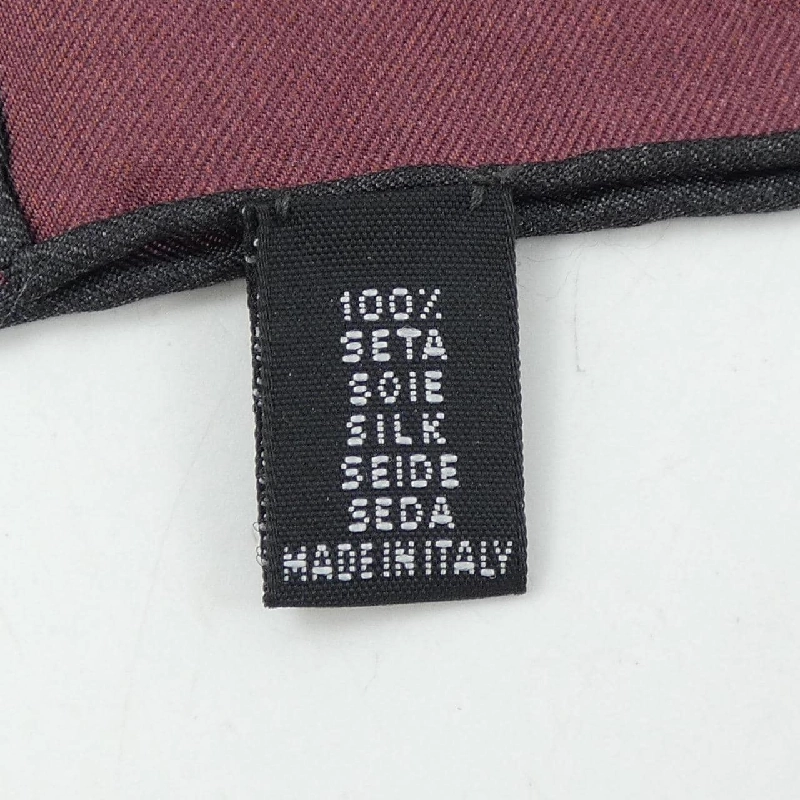 100%
SETA
SOIE
SILK
SEIDE
SEDA
MADE IN ITALY